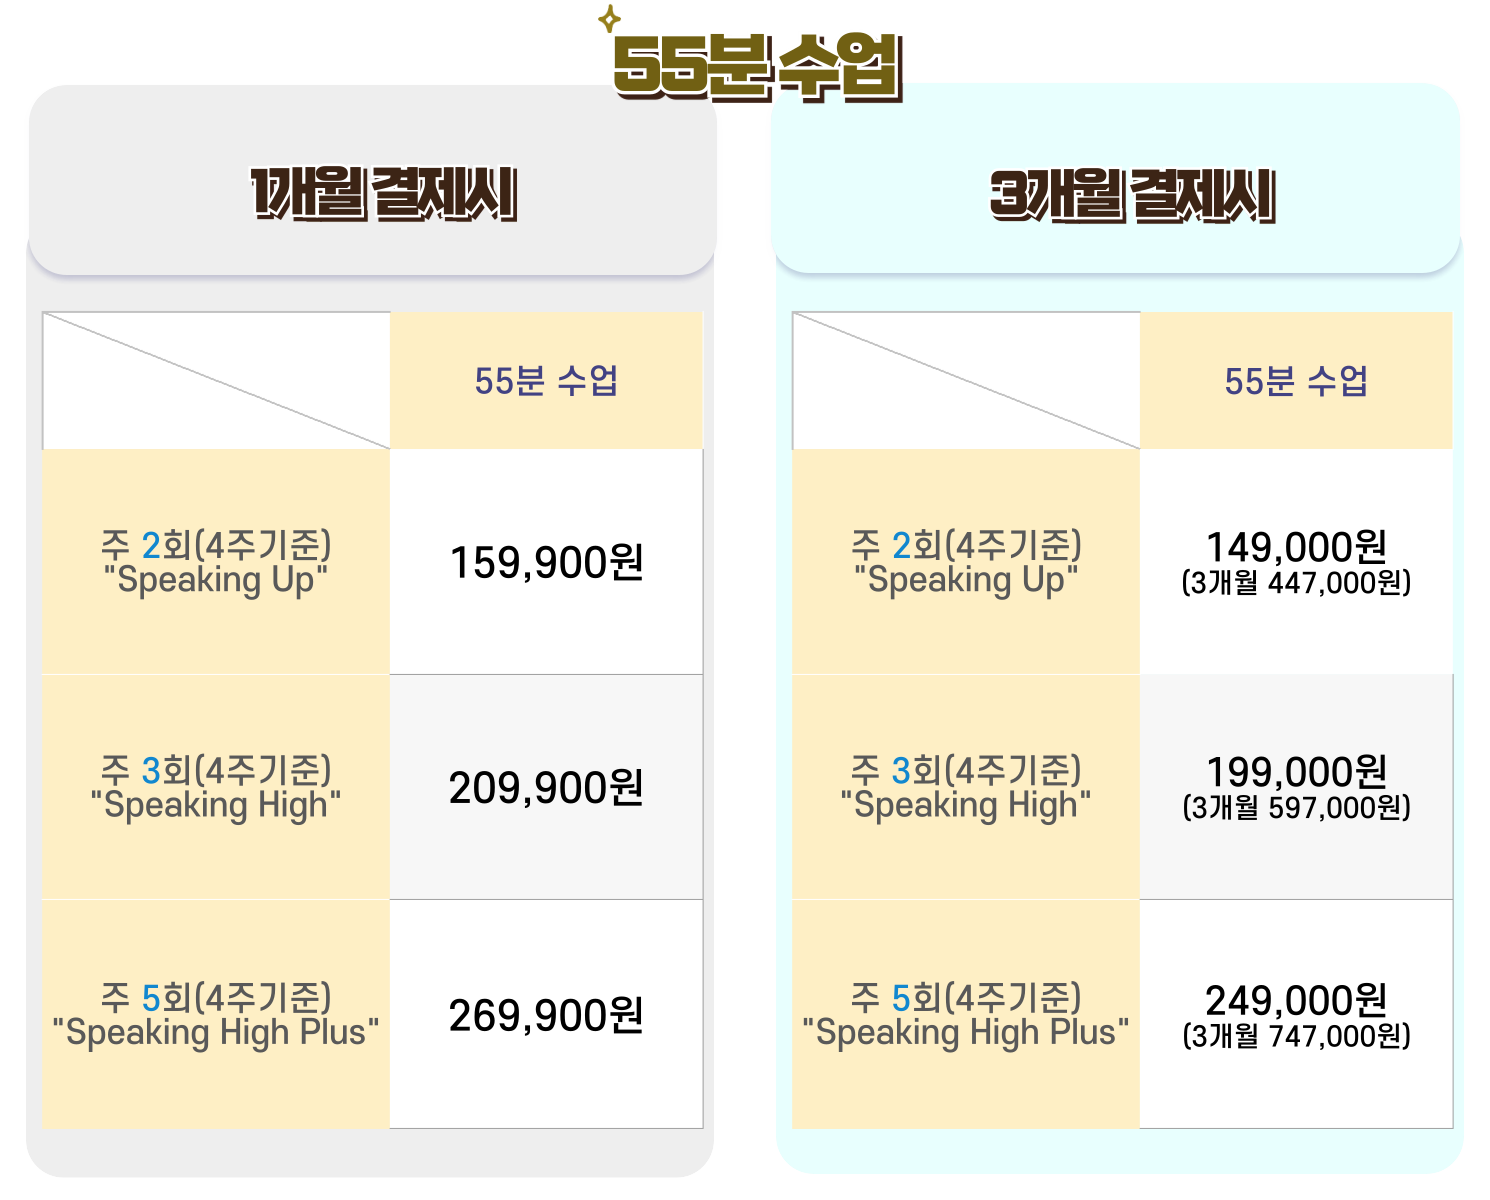 55분 수업
1개월 결제시
55분 수업
주 2회(4주기준)
"Speaking Up"
159,900원
주 3회(4주기준)
"Speaking High"
209,900원
주 5회(4주기준)
"Speaking High Plus"
269,900원
3개월 결제시
55분 수업
주 2회(4주기준)
"Speaking Up"
149,000원
(3개월 447,000원)
주 3회(4주기준)
"Speaking High"
199,000원
(3개월 597,000원)
주 5회(4주기준)
"Speaking High Plus"
249,000원
(3개월 747,000원)